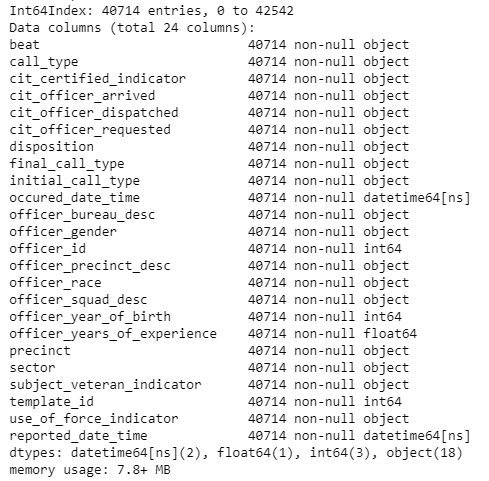 Int64Index: 40714 entries, 0 to 42542
Data columns (total 24 columns):
beat                         40714 non-null object
call_type                    40714 non-null object
cit_certified_indicator      40714 non-null object
cit_officer_arrived          40714 non-null object
cit_officer_dispatched       40714 non-null object
cit_officer_requested        40714 non-null object
disposition                  40714 non-null object
final_call_type              40714 non-null object
initial_call_type            40714 non-null object
occured_date_time            40714 non-null datetime64[ns]
officer_bureau_desc          40714 non-null object
officer_gender               40714 non-null object
officer_id                   40714 non-null int64
officer_precinct_desc        40714 non-null object
officer_race                 40714 non-null object
officer_squad_desc           40714 non-null object
officer_year_of_birth        40714 non-null int64
officer_years_of_experience  40714 non-null float64
precinct                     40714 non-null object
sector                       40714 non-null object
subject_veteran_indicator    40714 non-null object
template_id                  40714 non-null int64
use_of_force_indicator       40714 non-null object
reported_date_time           40714 non-null datetime64[ns]
dtypes: datetime64[ns](2), float64(1), int64(3), object(18)
memory usage: 7.8+ MB